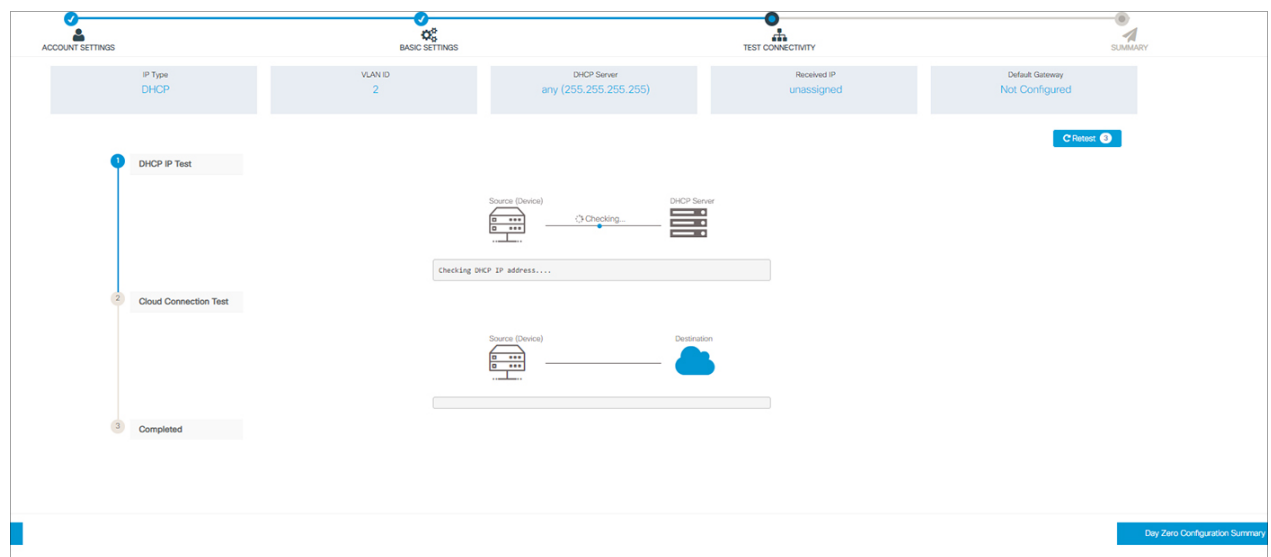 ACCOUNT SETTINGS
BASIC SETTINGS
TEST CONNECTIVITY
SUMMARY
IP Type
DHCP
VLAN ID
2
DHCP Server
any (255.255.255.255)
Received IP
unassigned
Default Gateway
Not Configured
Retest 3
1 DHCP IP Test
Source (Device)
Checking...
DHCP Server
Checking DHCP IP address....
2 Cloud Connection Test
Source (Device)
Destination
3 Completed
Day Zero Configuration Summary